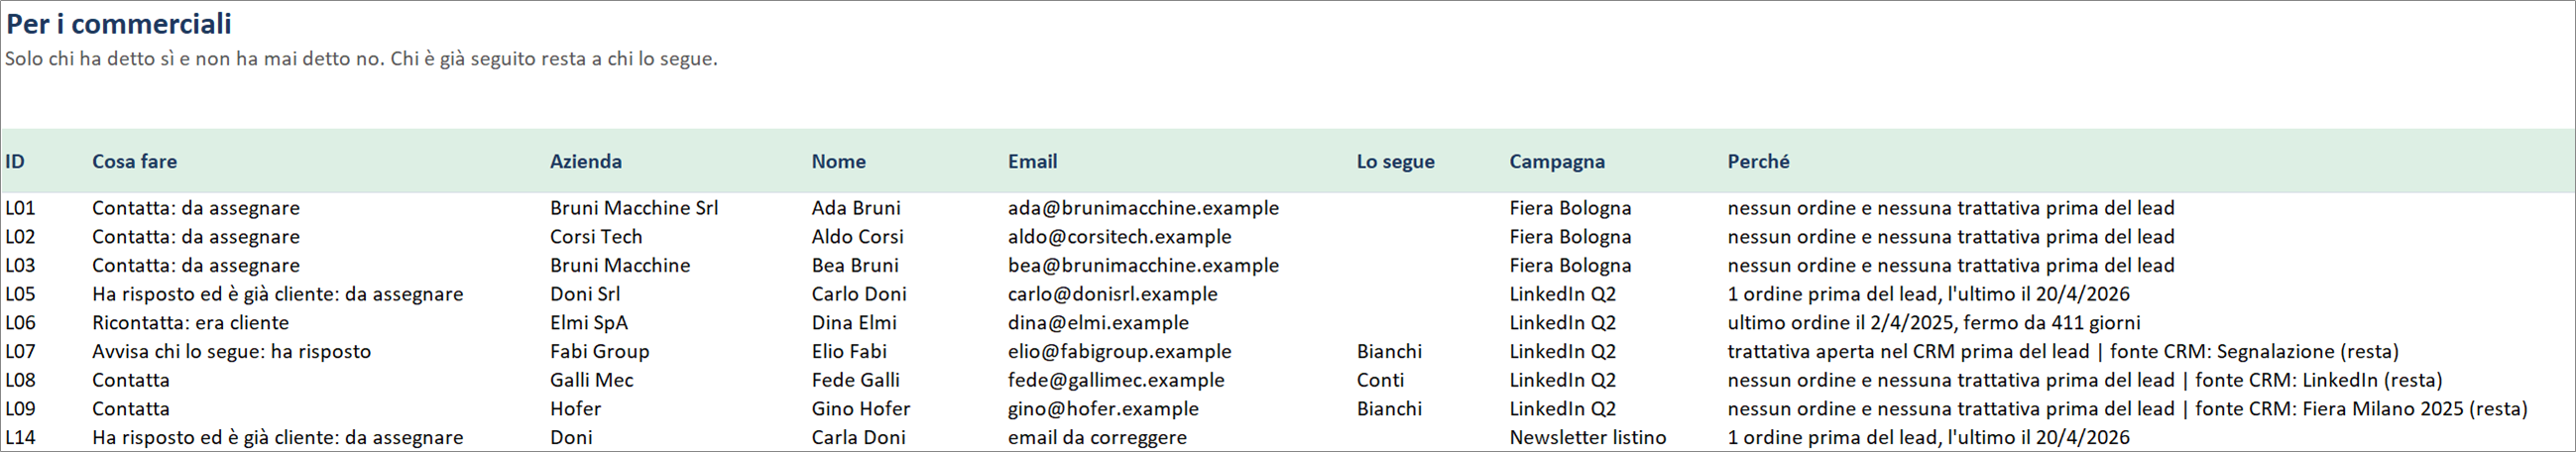 Per i commerciali
Solo chi ha detto sì e non ha mai detto no. Chi è già seguito resta a chi lo segue.
ID Cosa fare Azienda Nome Email Lo segue Campagna Perché
L01 Contatta: da assegnare Bruni Macchine Srl Ada Bruni ada@brunimacchine.example Fiera Bologna nessun ordine e nessuna trattativa prima del lead
L02 Contatta: da assegnare Corsi Tech Aldo Corsi aldo@corsitech.example Fiera Bologna nessun ordine e nessuna trattativa prima del lead
L03 Contatta: da assegnare Bruni Macchine Bea Bruni bea@brunimacchine.example Fiera Bologna nessun ordine e nessuna trattativa prima del lead
L05 Ha risposto ed è già cliente: da assegnare Doni Srl Carlo Doni carlo@donisrl.example LinkedIn Q2 1 ordine prima del lead, l'ultimo il 20/4/2026
L06 Ricontatta: era cliente Elmi SpA Dina Elmi dina@elmi.example LinkedIn Q2 ultimo ordine il 2/4/2025, fermo da 411 giorni
L07 Avvisa chi lo segue: ha risposto Fabi Group Elio Fabi elio@fabigroup.example Bianchi LinkedIn Q2 trattativa aperta nel CRM prima del lead | fonte CRM: Segnalazione (resta)
L08 Contatta Galli Mec Fede Galli fede@gallimec.example Conti LinkedIn Q2 nessun ordine e nessuna trattativa prima del lead | fonte CRM: LinkedIn (resta)
L09 Contatta Hofer Gino Hofer gino@hofer.example Bianchi LinkedIn Q2 nessun ordine e nessuna trattativa prima del lead | fonte CRM: Fiera Milano 2025 (resta)
L14 Ha risposto ed è già cliente: da assegnare Doni Carla Doni email da correggere Newsletter listino 1 ordine prima del lead, l'ultimo il 20/4/2026